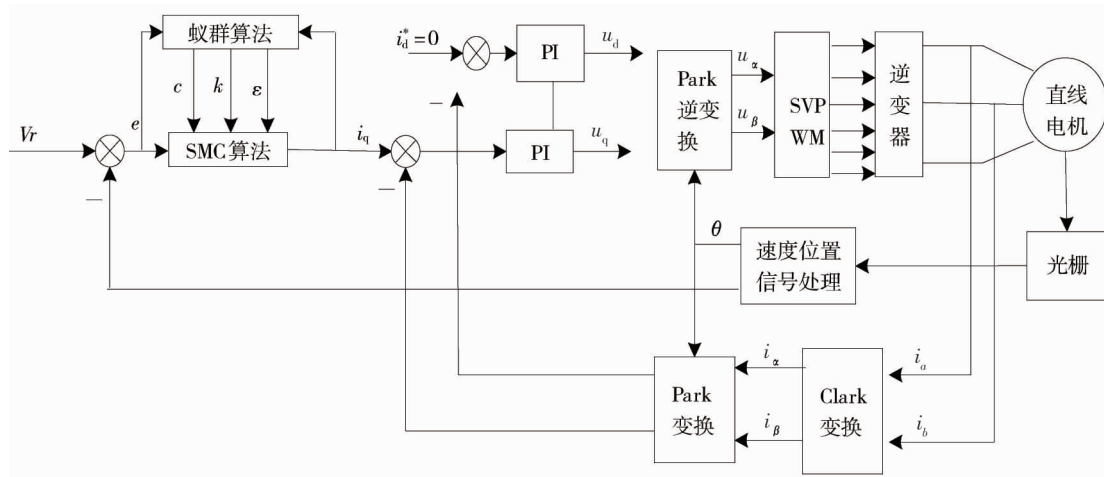 蚁群算法
c
k
ε
Vr
e
SMC算法
i_q
i_d^*=0
PI
u_d
PI
u_q
Park
逆变换
u_α
u_β
SVP
WM
逆
变
器
直线
电机
θ
速度位置
信号处理
光栅
Park
变换
i_α
i_β
Clark
变换
i_a
i_b
−
−
−